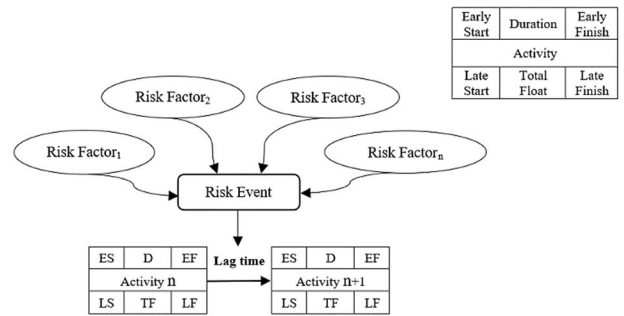 Early Start Duration Early Finish
Activity
Late Start Total Float Late Finish
Risk Factor2 Risk Factor3
Risk Factor1 Risk Factorn
Risk Event
ES D EF Lag time ES D EF
Activity n Activity n+1
LS TF LF LS TF LF